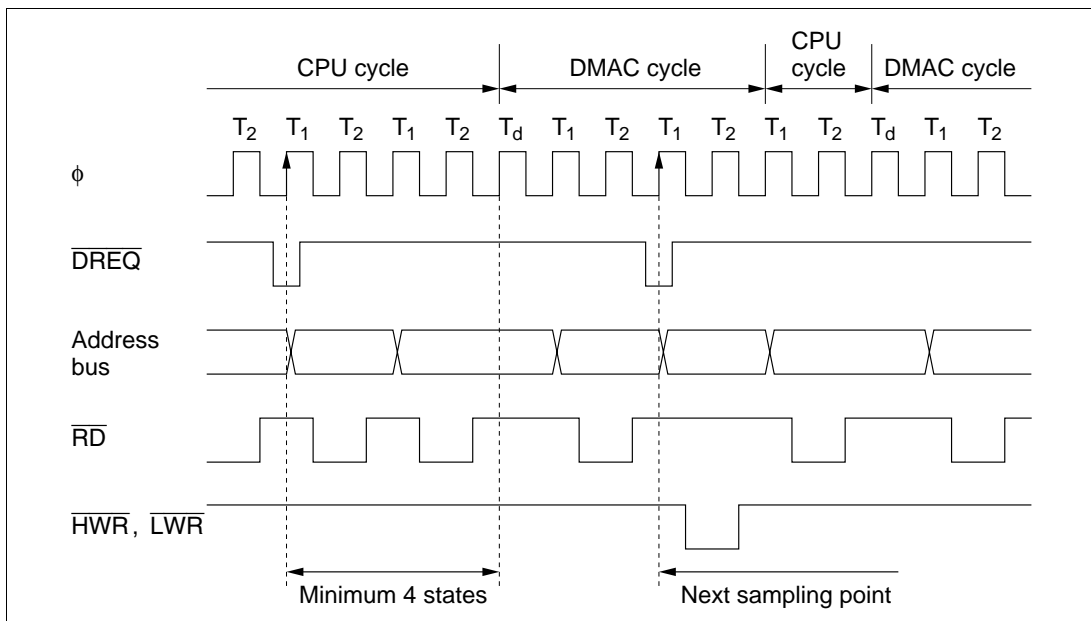 CPU cycle DMAC cycle CPU cycle DMAC cycle
T2 T1 T2 T1 T2 Td T1 T2 T1 T2 T1 T2 Td T1 T2
ϕ
DREQ
Address
bus
RD
HWR, LWR
Minimum 4 states Next sampling point